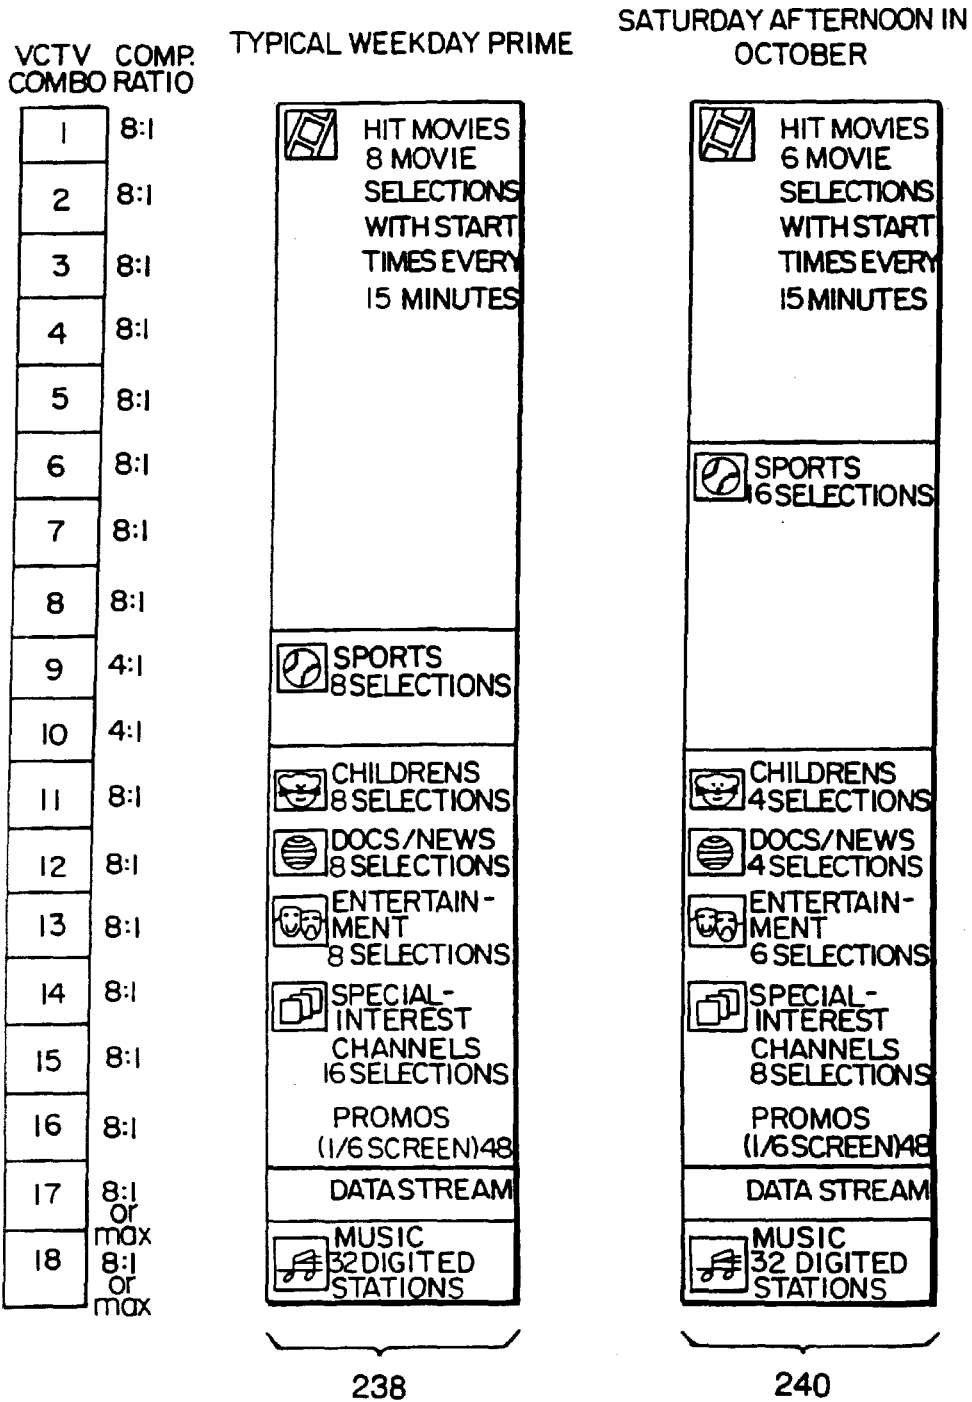 VCTV COMP.
COMBO RATIO
1 8:1
2 8:1
3 8:1
4 8:1
5 8:1
6 8:1
7 8:1
8 8:1
9 4:1
10 4:1
11 8:1
12 8:1
13 8:1
14 8:1
15 8:1
16 8:1
17 8:1
or
max
18 8:1
or
max
TYPICAL WEEKDAY PRIME
HIT MOVIES
8 MOVIE
SELECTIONS
WITH START
TIMES EVERY
15 MINUTES
SPORTS
8 SELECTIONS
CHILDRENS
8 SELECTIONS
DOCS/NEWS
8 SELECTIONS
ENTERTAIN-
MENT
8 SELECTIONS
SPECIAL-
INTEREST
CHANNELS
16 SELECTIONS
PROMOS
(1/6 SCREEN) 48
DATA STREAM
MUSIC
32 DIGITED
STATIONS
238
SATURDAY AFTERNOON IN
OCTOBER
HIT MOVIES
6 MOVIE
SELECTIONS
WITH START
TIMES EVERY
15 MINUTES
SPORTS
16 SELECTIONS
CHILDRENS
4 SELECTIONS
DOCS/NEWS
4 SELECTIONS
ENTERTAIN-
MENT
6 SELECTIONS
SPECIAL-
INTEREST
CHANNELS
8 SELECTIONS
PROMOS
(1/6 SCREEN) 48
DATA STREAM
MUSIC
32 DIGITED
STATIONS
240